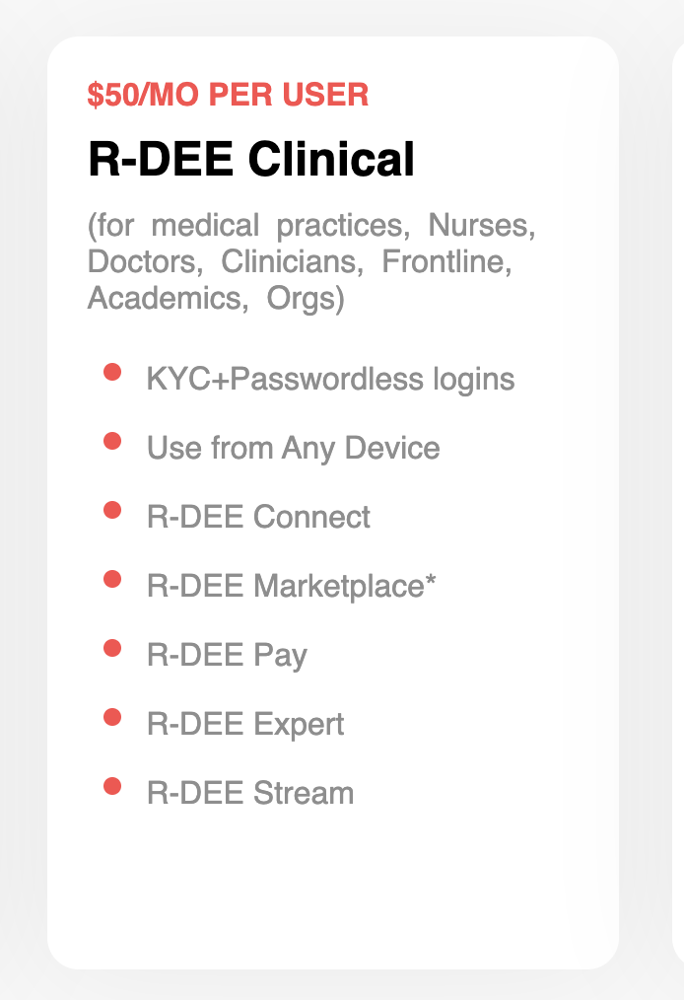 $50/MO PER USER
R-DEE Clinical
(for medical practices, Nurses,
Doctors, Clinicians, Frontline,
Academics, Orgs)
KYC+Passwordless logins
Use from Any Device
R-DEE Connect
R-DEE Marketplace*
R-DEE Pay
R-DEE Expert
R-DEE Stream